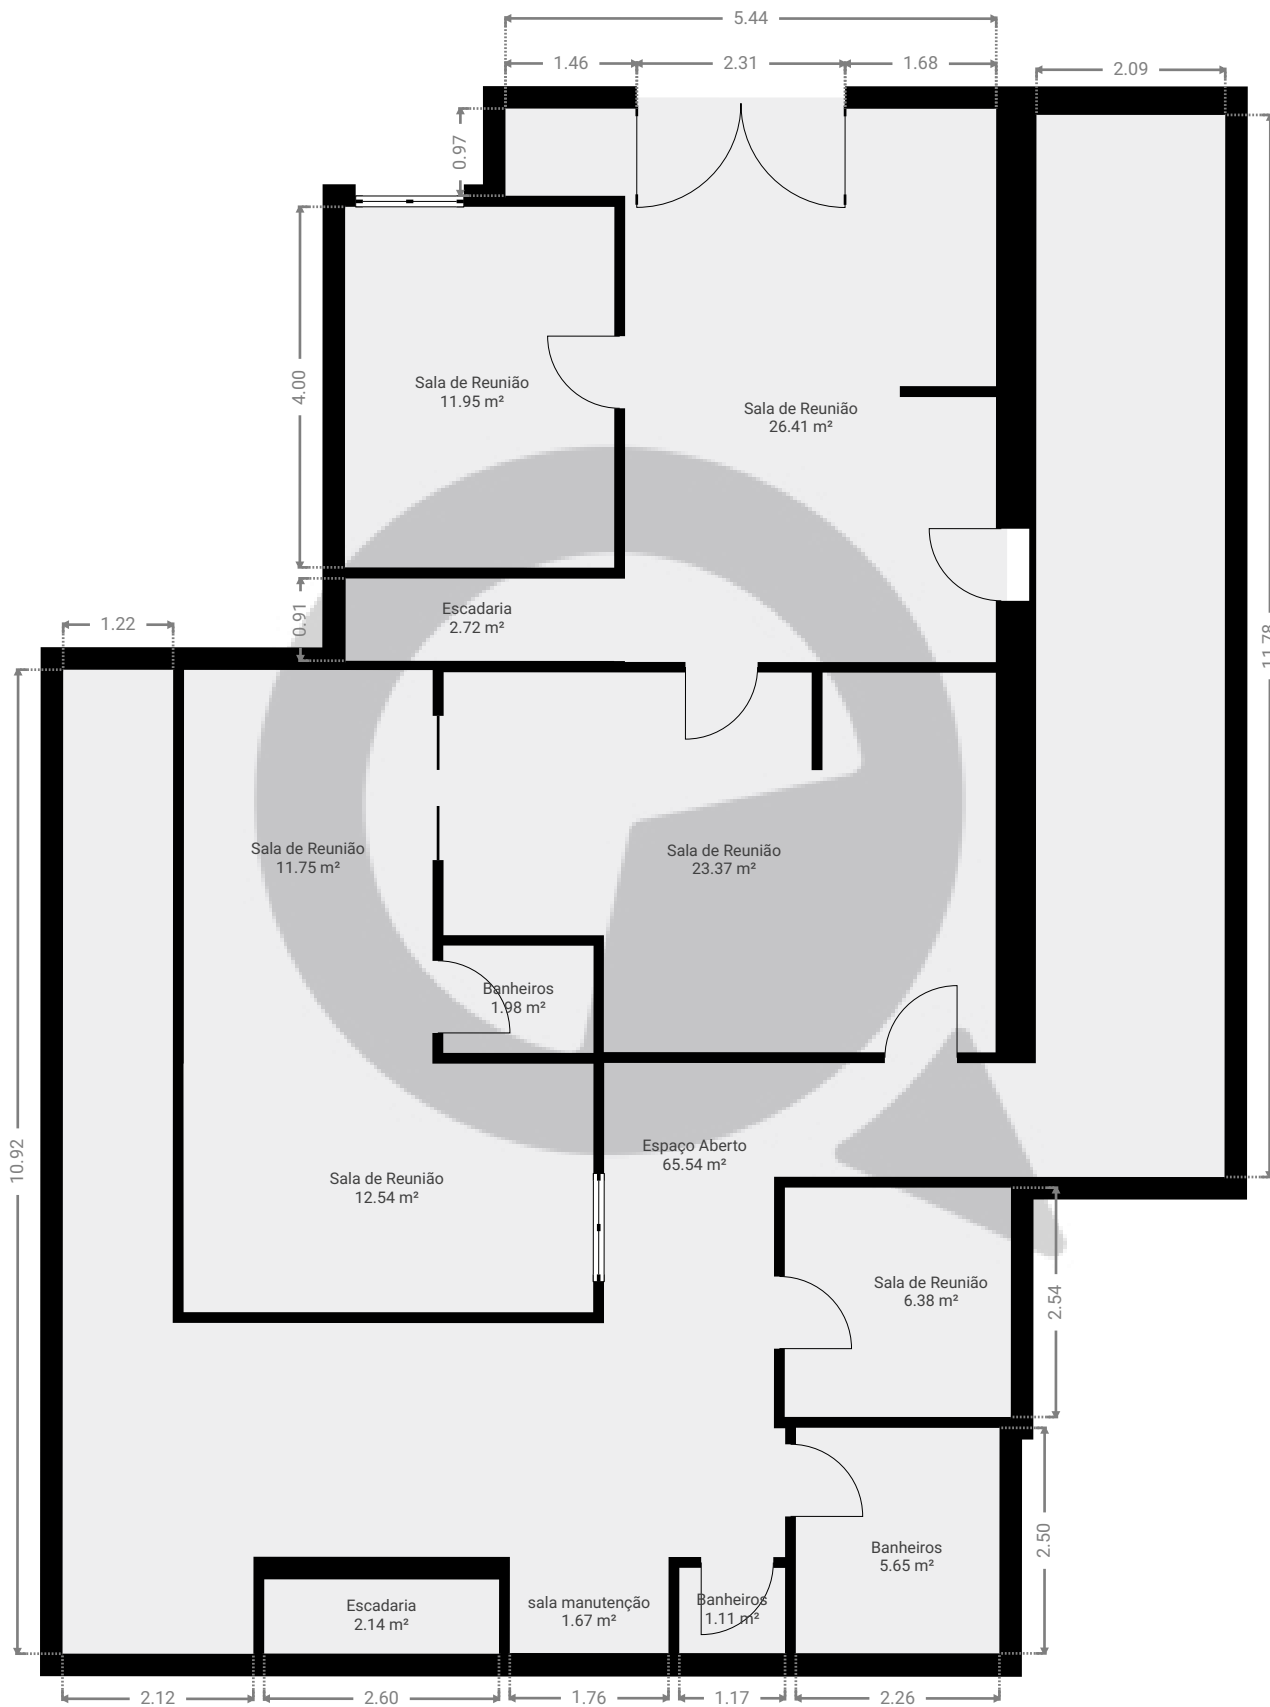 5.44
1.46
2.31
1.68
2.09
0.97
4.00
Sala de Reunião
11.95 m²
Sala de Reunião
26.41 m²
0.91
Escadaria
2.72 m²
1.22
11.78
Sala de Reunião
11.75 m²
Sala de Reunião
23.37 m²
Banheiros
1.98 m²
10.92
Espaço Aberto
65.54 m²
Sala de Reunião
12.54 m²
Sala de Reunião
6.38 m²
2.54
Banheiros
5.65 m²
2.50
Escadaria
2.14 m²
sala manutenção
1.67 m²
Banheiros
1.11 m²
2.12
2.60
1.76
1.17
2.26